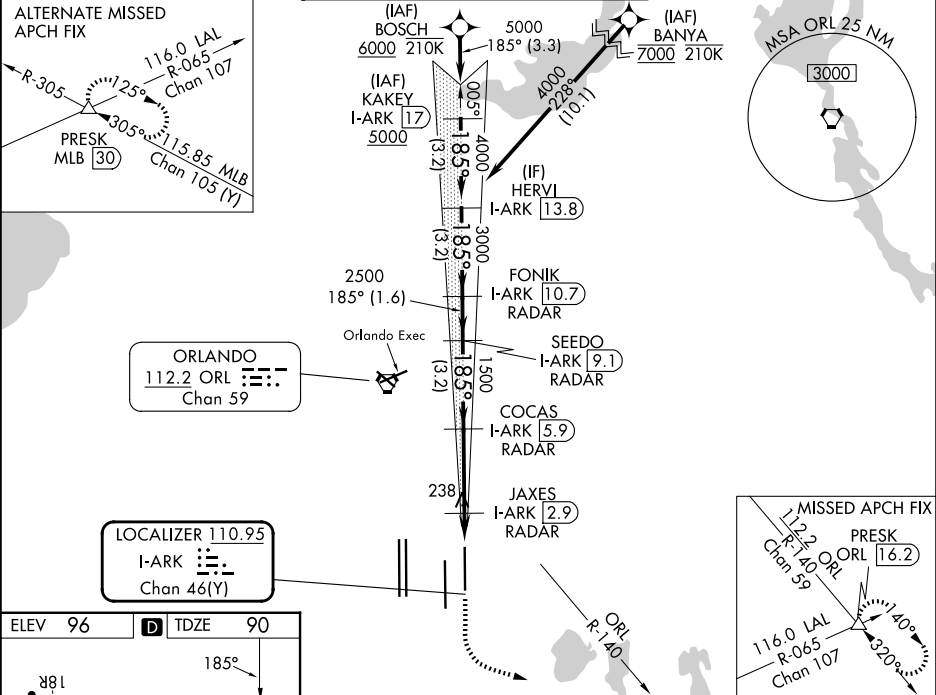 ALTERNATE MISSED
APCH FIX
116.0 LAL
R-065
Chan 107
R-305
125°
305°
PRESK
MLB 30
115.85 MLB
Chan 105 (Y)
(IAF)
BOSCH
6000 210K
5000
185° (3.3)
(IAF)
BANYA
7000 210K
(IAF)
KAKEY
I-ARK 17
5000
005°
4000
228°
(10.1)
4000
185°
(3.2)
(IF)
HERVI
I-ARK 13.8
3000
185°
(3.2)
2500
185° (1.6)
FONIK
I-ARK 10.7
RADAR
SEEDO
I-ARK 9.1
RADAR
1500
185°
(3.2)
COCAS
I-ARK 5.9
RADAR
238
JAXES
I-ARK 2.9
RADAR
MSA ORL 25 NM
3000
Orlando Exec
ORLANDO
112.2 ORL
Chan 59
LOCALIZER 110.95
I-ARK
Chan 46(Y)
ORL
R-140
MISSED APCH FIX
112.2 ORL
R-140
Chan 59
PRESK
ORL 16.2
116.0 LAL
R-065
Chan 107
140°
320°
ELEV 96 D TDZE 90
185°
18R